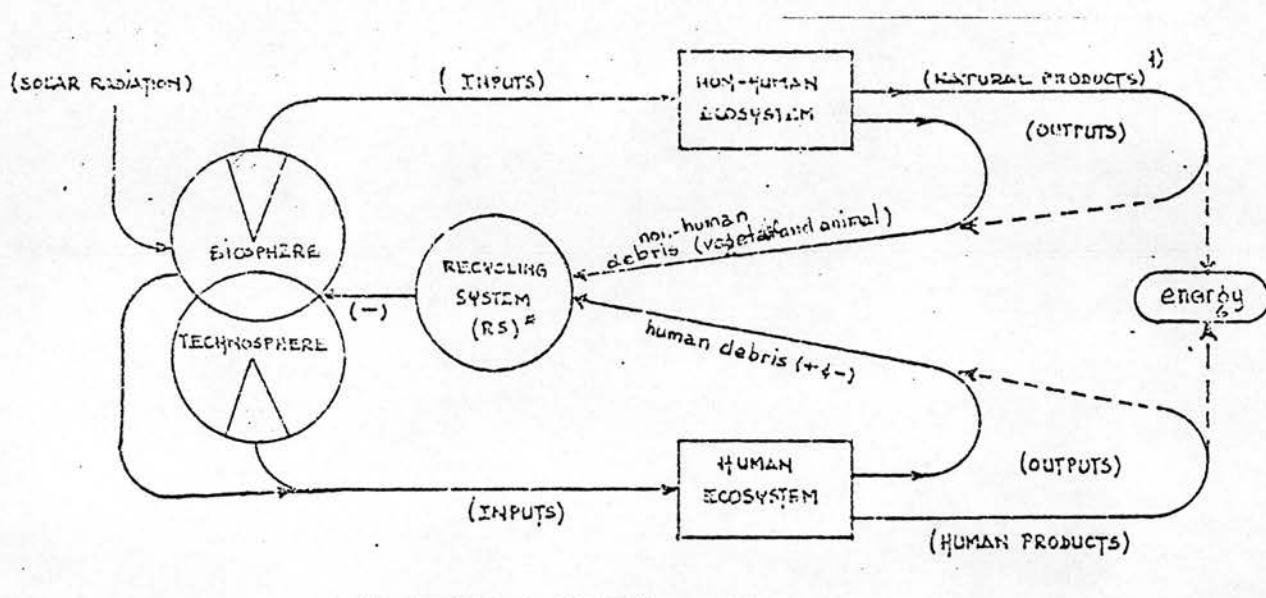 (SOLAR RADIATION)
(INPUTS)
NON-HUMAN
ECOSYSTEM
(NATURAL PRODUCTS) 1)
(OUTPUTS)
BIOSPHERE
TECHNOSPHERE
(-)
RECYCLING
SYSTEM
(RS)*
non-human
debris (vegetal and animal)
human debris (+&-)
energy
(INPUTS)
HUMAN
ECOSYSTEM
(OUTPUTS)
(HUMAN PRODUCTS)